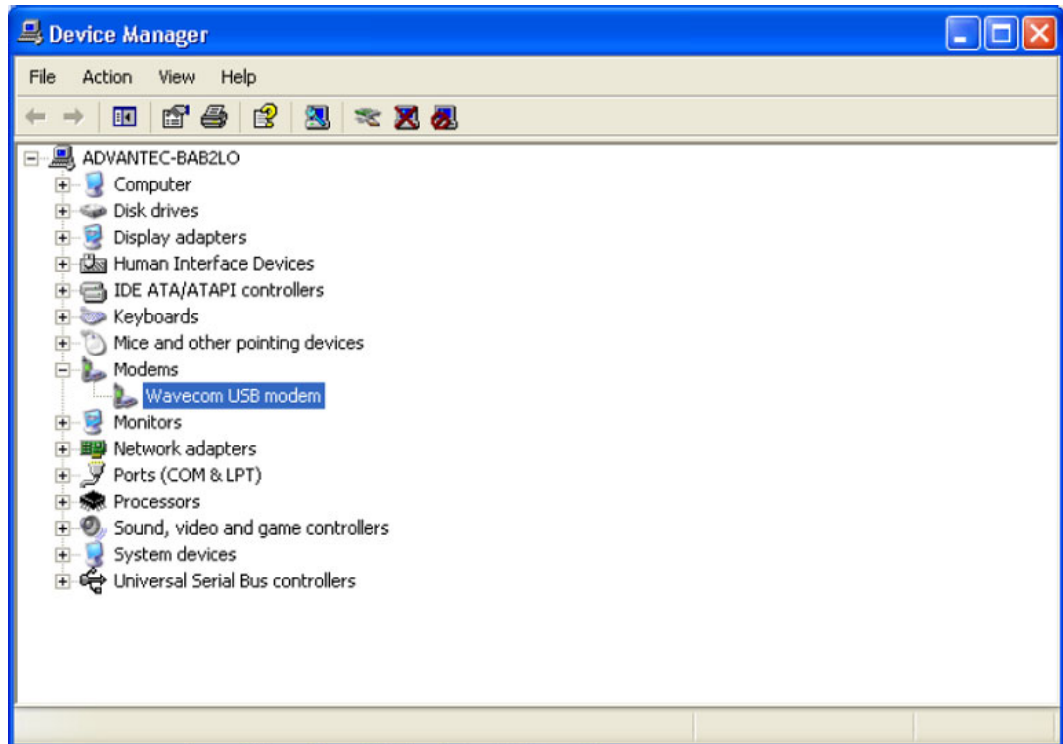 Device Manager
File Action View Help
ADVANTEC-BAB2LO
Computer
Disk drives
Display adapters
Human Interface Devices
IDE ATA/ATAPI controllers
Keyboards
Mice and other pointing devices
Modems
Wavecom USB modem
Monitors
Network adapters
Ports (COM & LPT)
Processors
Sound, video and game controllers
System devices
Universal Serial Bus controllers